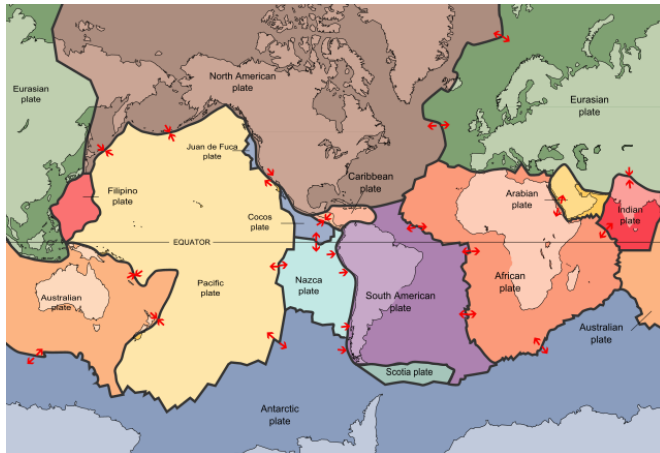 North American
plate
Eurasian
plate
Eurasian
plate
Juan de Fuca
plate
Caribbean
plate
Filipino
plate
Arabian
plate
Indian
plate
Cocos
plate
EQUATOR
Pacific
plate
Nazca
plate
South American
plate
African
plate
Australian
plate
Australian
plate
Scotia plate
Antarctic
plate